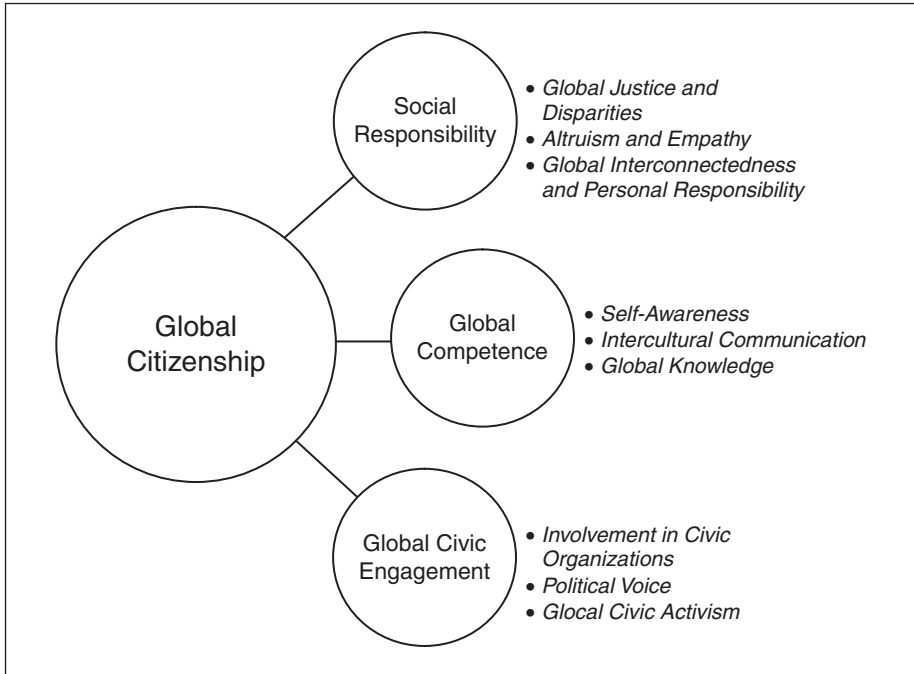 Social
Responsibility
• Global Justice and
Disparities
• Altruism and Empathy
• Global Interconnectedness
and Personal Responsibility
Global
Citizenship
Global
Competence
• Self-Awareness
• Intercultural Communication
• Global Knowledge
Global Civic
Engagement
• Involvement in Civic
Organizations
• Political Voice
• Glocal Civic Activism